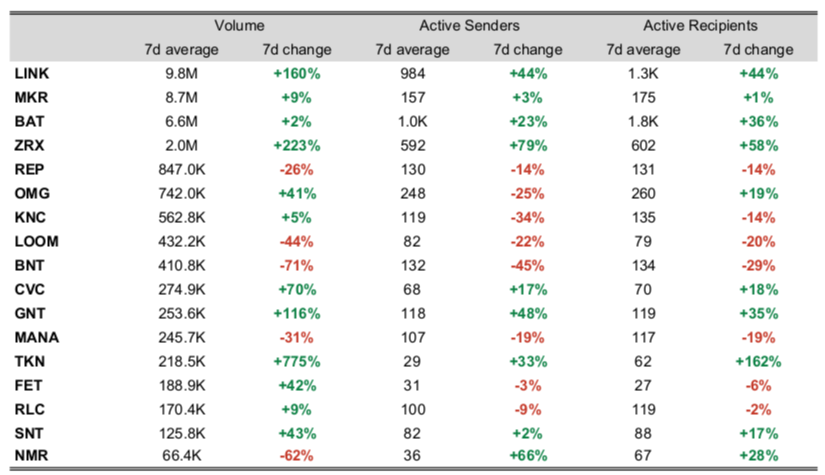 Volume Active Senders Active Recipients
7d average 7d change 7d average 7d change 7d average 7d change
LINK 9.8M +160% 984 +44% 1.3K +44%
MKR 8.7M +9% 157 +3% 175 +1%
BAT 6.6M +2% 1.0K +23% 1.8K +36%
ZRX 2.0M +223% 592 +79% 602 +58%
REP 847.0K -26% 130 -14% 131 -14%
OMG 742.0K +41% 248 -25% 260 +19%
KNC 562.8K +5% 119 -34% 135 -14%
LOOM 432.2K -44% 82 -22% 79 -20%
BNT 410.8K -71% 132 -45% 134 -29%
CVC 274.9K +70% 68 +17% 70 +18%
GNT 253.6K +116% 118 +48% 119 +35%
MANA 245.7K -31% 107 -19% 117 -19%
TKN 218.5K +775% 29 +33% 62 +162%
FET 188.9K +42% 31 -3% 27 -6%
RLC 170.4K +9% 100 -9% 119 -2%
SNT 125.8K +43% 82 +2% 88 +17%
NMR 66.4K -62% 36 +66% 67 +28%